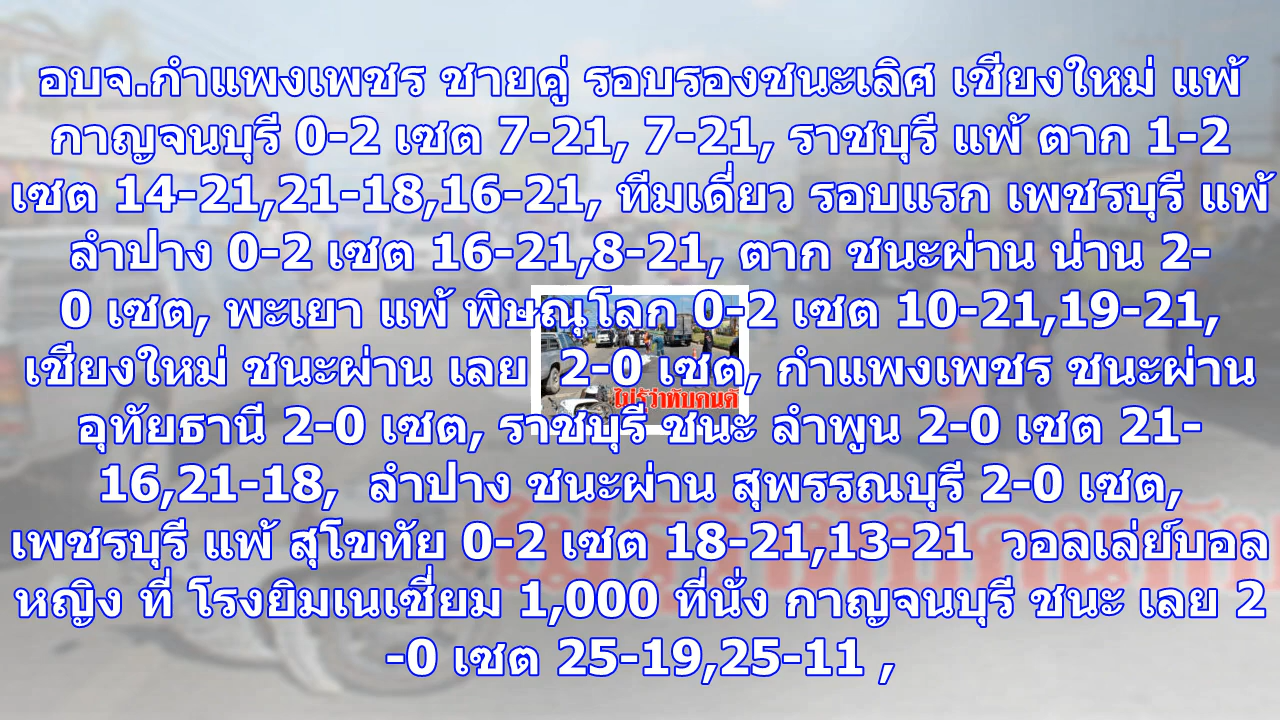 อบจ.กำแพงเพชร ชายคู่ รอบรองชนะเลิศ เชียงใหม่ แพ้
กาญจนบุรี 0-2 เซต 7-21, 7-21, ราชบุรี แพ้ ตาก 1-2
เซต 14-21,21-18,16-21, ทีมเดี่ยว รอบแรก เพชรบุรี แพ้
ลำปาง 0-2 เซต 16-21,8-21, ตาก ชนะผ่าน น่าน 2-
0 เซต, พะเยา แพ้ พิษณุโลก 0-2 เซต 10-21,19-21,
เชียงใหม่ ชนะผ่าน เลย 2-0 เซต, กำแพงเพชร ชนะผ่าน
ไม่รู้ว่าทับคนดี
อุทัยธานี 2-0 เซต, ราชบุรี ชนะ ลำพูน 2-0 เซต 21-
16,21-18, ลำปาง ชนะผ่าน สุพรรณบุรี 2-0 เซต,
เพชรบุรี แพ้ สุโขทัย 0-2 เซต 18-21,13-21 วอลเล่ย์บอล
หญิง ที่ โรงยิมเนเซี่ยม 1,000 ที่นั่ง กาญจนบุรี ชนะ เลย 2
-0 เซต 25-19,25-11 ,